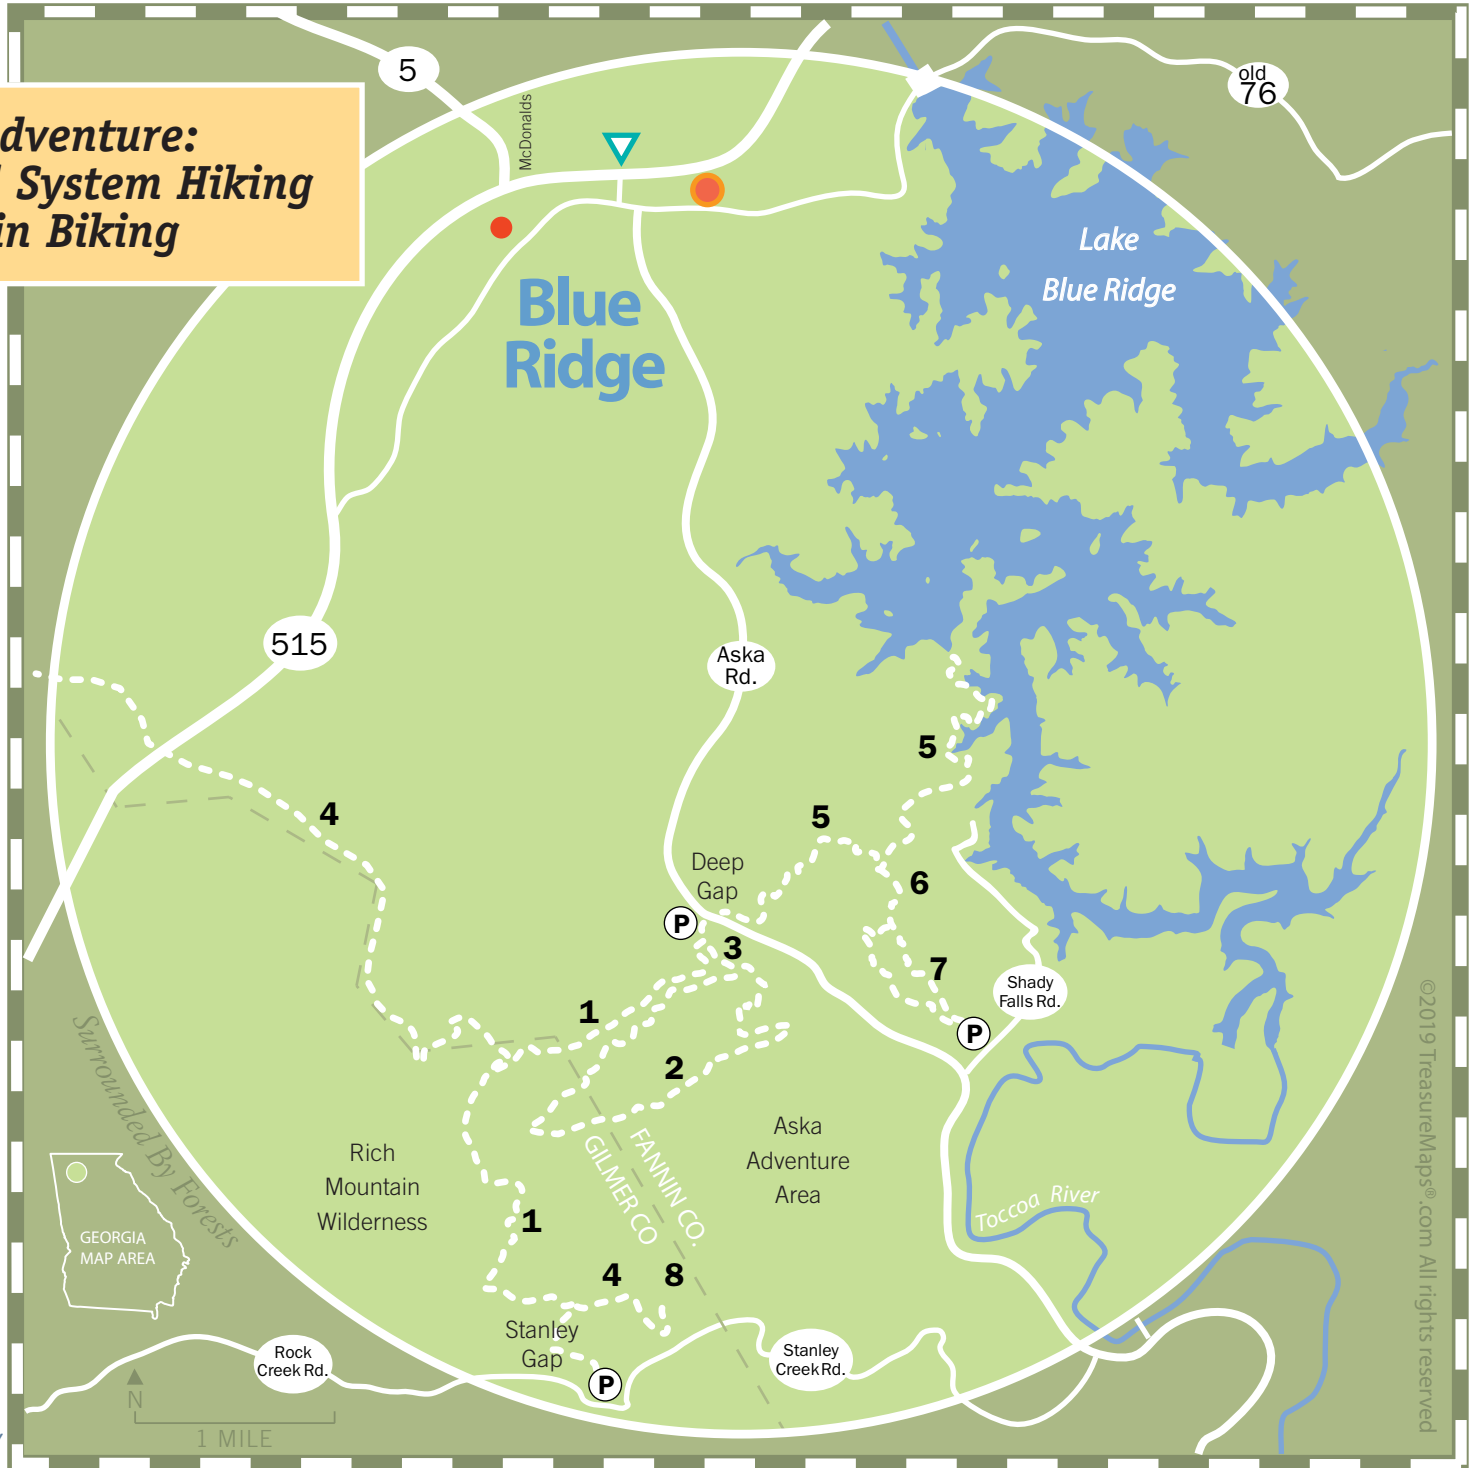 5
old
76
McDonalds
dventure:
System Hiking
in Biking
Lake
Blue Ridge
Blue
Ridge
515
Aska
Rd.
5
4
5
Deep
Gap
6
P
3
7
Shady
Falls Rd.
1
P
2
Surrounded By Forests
Aska
Adventure
Area
Rich
Mountain
Wilderness
FANNIN CO.
GILMER CO
Toccoa River
1
GEORGIA
MAP AREA
4
8
Stanley
Gap
Rock
Creek Rd.
Stanley
Creek Rd.
P
N
1 MILE
©2019 TreasureMaps®.com All rights reserved